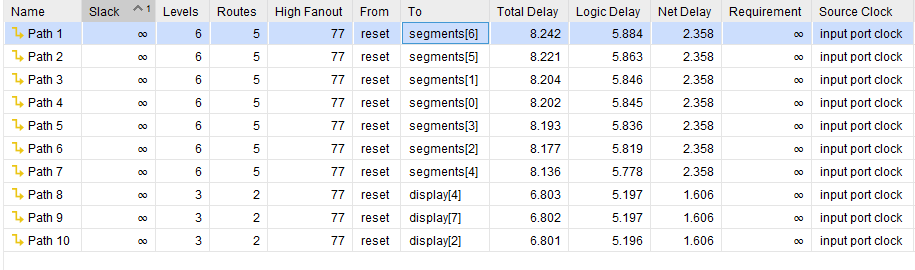 Name Slack 1 Levels Routes High Fanout From To Total Delay Logic Delay Net Delay Requirement Source Clock
Path 1 ∞ 6 5 77 reset segments[6] 8.242 5.884 2.358 ∞ input port clock
Path 2 ∞ 6 5 77 reset segments[5] 8.221 5.863 2.358 ∞ input port clock
Path 3 ∞ 6 5 77 reset segments[1] 8.204 5.846 2.358 ∞ input port clock
Path 4 ∞ 6 5 77 reset segments[0] 8.202 5.845 2.358 ∞ input port clock
Path 5 ∞ 6 5 77 reset segments[3] 8.193 5.836 2.358 ∞ input port clock
Path 6 ∞ 6 5 77 reset segments[2] 8.177 5.819 2.358 ∞ input port clock
Path 7 ∞ 6 5 77 reset segments[4] 8.136 5.778 2.358 ∞ input port clock
Path 8 ∞ 3 2 77 reset display[4] 6.803 5.197 1.606 ∞ input port clock
Path 9 ∞ 3 2 77 reset display[7] 6.802 5.197 1.606 ∞ input port clock
Path 10 ∞ 3 2 77 reset display[2] 6.801 5.196 1.606 ∞ input port clock